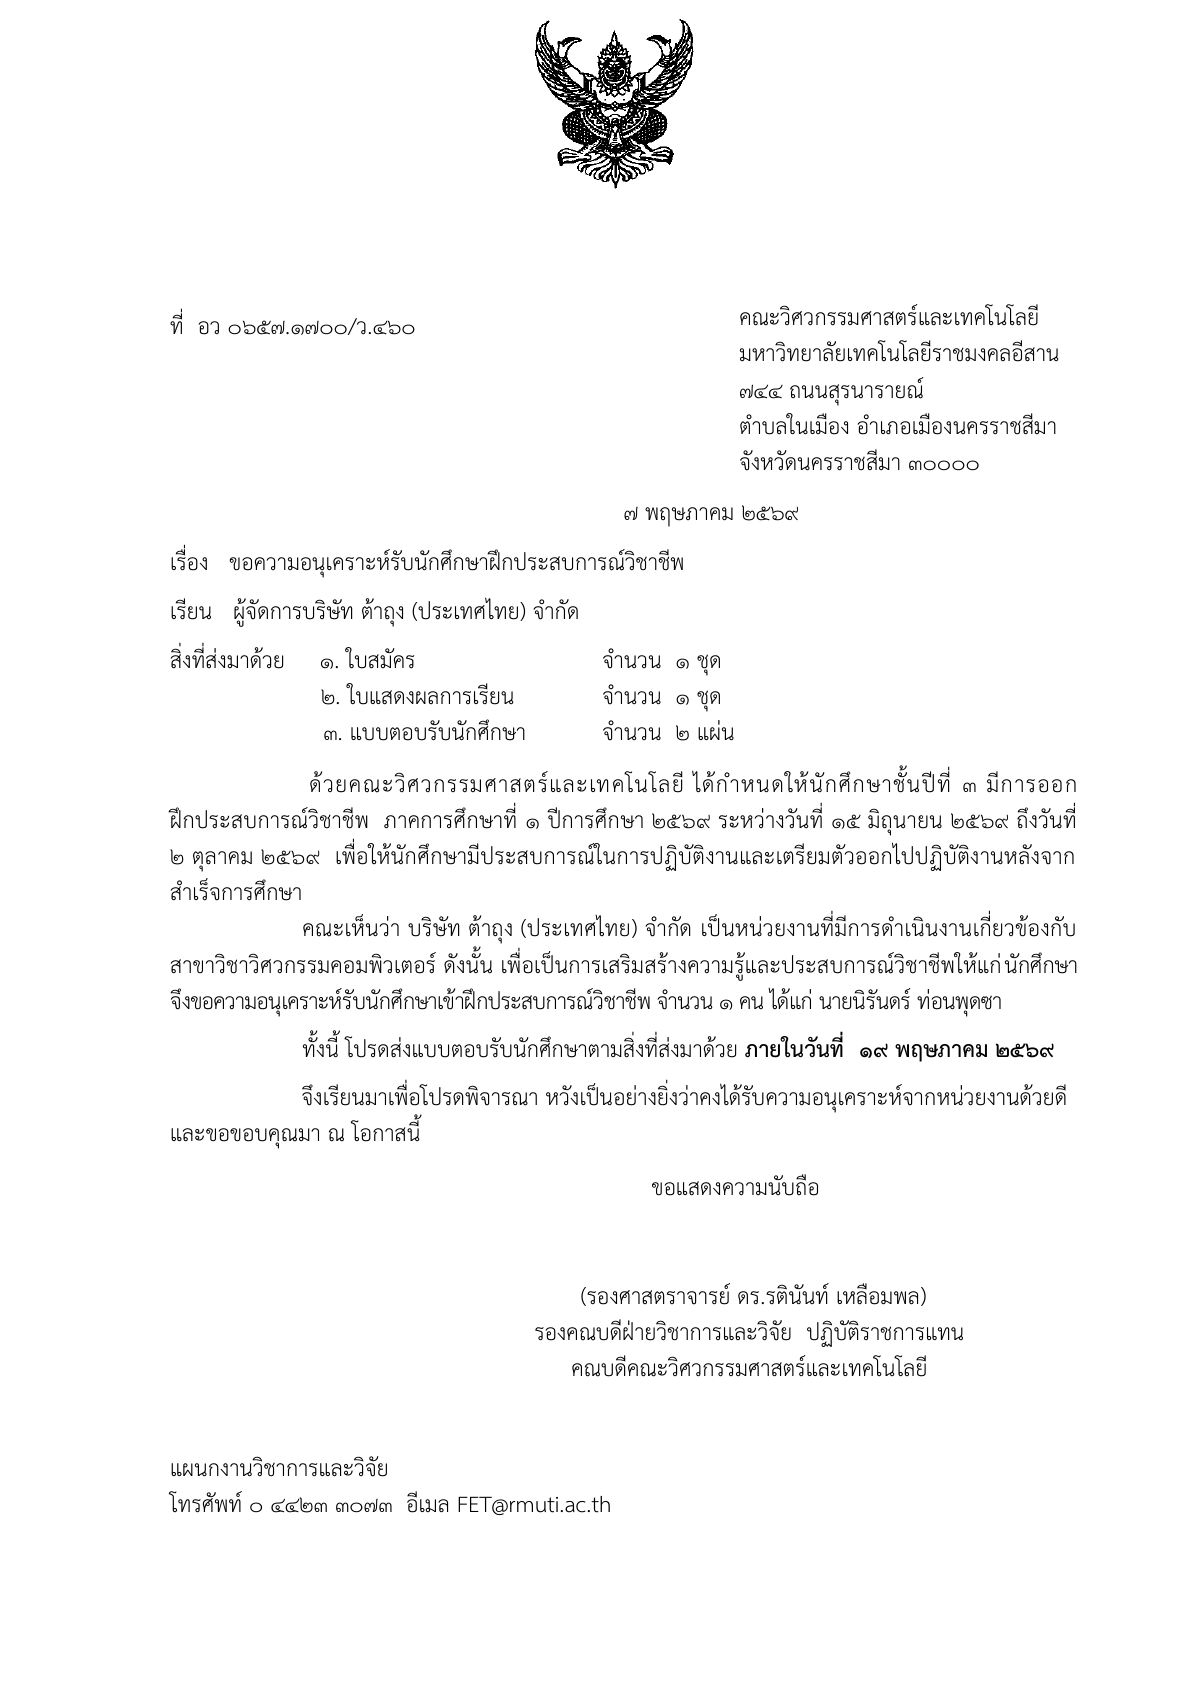 ที่ อว ๐๖๕๗.๑๗๐๐/ว.๔๖๐
คณะวิศวกรรมศาสตร์และเทคโนโลยี
มหาวิทยาลัยเทคโนโลยีราชมงคลอีสาน
๗๔๔ ถนนสุรนารายณ์
ตำบลในเมือง อำเภอเมืองนครราชสีมา
จังหวัดนครราชสีมา ๓๐๐๐๐
๗ พฤษภาคม ๒๕๖๙
เรื่อง ขอความอนุเคราะห์รับนักศึกษาฝึกประสบการณ์วิชาชีพ
เรียน ผู้จัดการบริษัท ต้าถุง (ประเทศไทย) จำกัด
สิ่งที่ส่งมาด้วย ๑. ใบสมัคร จำนวน ๑ ชุด
๒. ใบแสดงผลการเรียน จำนวน ๑ ชุด
๓. แบบตอบรับนักศึกษา จำนวน ๒ แผ่น
ด้วยคณะวิศวกรรมศาสตร์และเทคโนโลยี ได้กำหนดให้นักศึกษาชั้นปีที่ ๓ มีการออก
ฝึกประสบการณ์วิชาชีพ ภาคการศึกษาที่ ๑ ปีการศึกษา ๒๕๖๙ ระหว่างวันที่ ๑๕ มิถุนายน ๒๕๖๙ ถึงวันที่
๒ ตุลาคม ๒๕๖๙ เพื่อให้นักศึกษามีประสบการณ์ในการปฏิบัติงานและเตรียมตัวออกไปปฏิบัติงานหลังจาก
สำเร็จการศึกษา
คณะเห็นว่า บริษัท ต้าถุง (ประเทศไทย) จำกัด เป็นหน่วยงานที่มีการดำเนินงานเกี่ยวข้องกับ
สาขาวิชาวิศวกรรมคอมพิวเตอร์ ดังนั้น เพื่อเป็นการเสริมสร้างความรู้และประสบการณ์วิชาชีพให้แก่นักศึกษา
จึงขอความอนุเคราะห์รับนักศึกษาเข้าฝึกประสบการณ์วิชาชีพ จำนวน ๑ คน ได้แก่ นายนิรันดร์ ท่อนพุดซา
ทั้งนี้ โปรดส่งแบบตอบรับนักศึกษาตามสิ่งที่ส่งมาด้วย ภายในวันที่ ๑๙ พฤษภาคม ๒๕๖๙
จึงเรียนมาเพื่อโปรดพิจารณา หวังเป็นอย่างยิ่งว่าคงได้รับความอนุเคราะห์จากหน่วยงานด้วยดี
และขอขอบคุณมา ณ โอกาสนี้
ขอแสดงความนับถือ
(รองศาสตราจารย์ ดร.รตินันท์ เหลือมพล)
รองคณบดีฝ่ายวิชาการและวิจัย ปฏิบัติราชการแทน
คณบดีคณะวิศวกรรมศาสตร์และเทคโนโลยี
แผนกงานวิชาการและวิจัย
โทรศัพท์ ๐ ๔๔๒๓ ๓๐๗๓ อีเมล FET@rmuti.ac.th